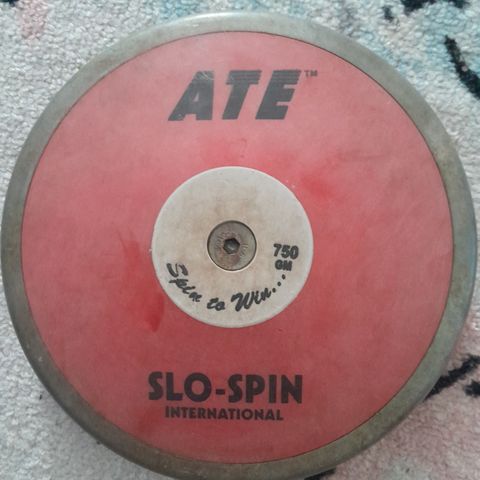 ATE™
750
GM
Spin to Win...
SLO-SPIN
INTERNATIONAL